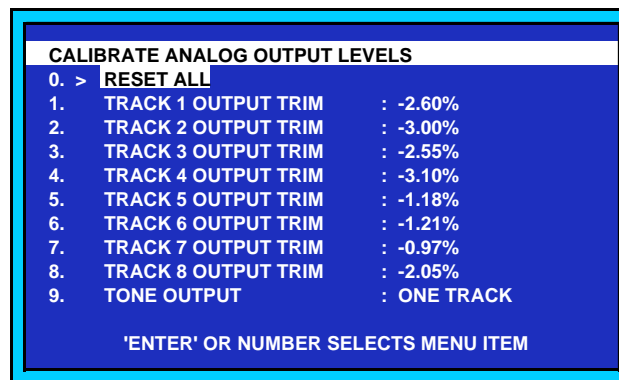 CALIBRATE ANALOG OUTPUT LEVELS
0. > RESET ALL
1. TRACK 1 OUTPUT TRIM : -2.60%
2. TRACK 2 OUTPUT TRIM : -3.00%
3. TRACK 3 OUTPUT TRIM : -2.55%
4. TRACK 4 OUTPUT TRIM : -3.10%
5. TRACK 5 OUTPUT TRIM : -1.18%
6. TRACK 6 OUTPUT TRIM : -1.21%
7. TRACK 7 OUTPUT TRIM : -0.97%
8. TRACK 8 OUTPUT TRIM : -2.05%
9. TONE OUTPUT : ONE TRACK
'ENTER' OR NUMBER SELECTS MENU ITEM